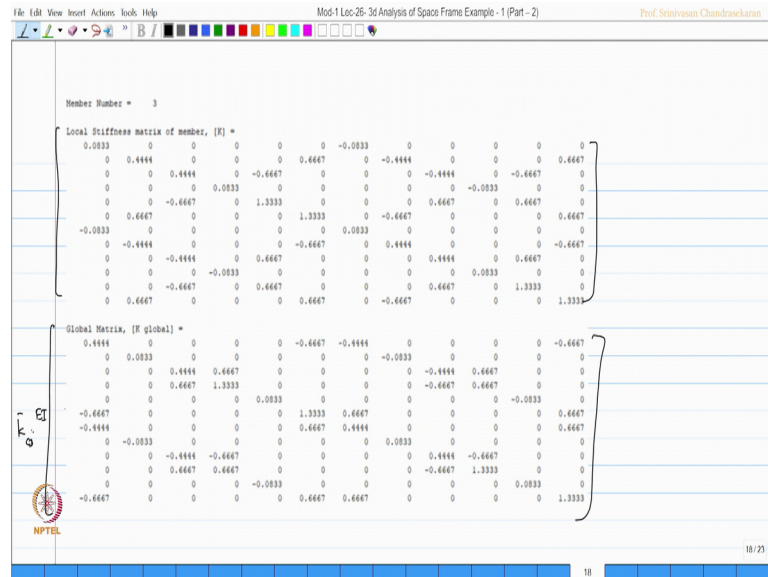 File Edit View Insert Actions Tools Help
Mod-1 Lec-26- 3d Analysis of Space Frame Example - 1 (Part – 2)
Prof. Srinivasan Chandrasekaran
» B I
Member Number = 3
Local Stiffness matrix of member, [K] =
0.0833 0 0 0 0 0 -0.0833 0 0 0 0 0
0 0.4444 0 0 0 0.6667 0 -0.4444 0 0 0 0.6667
0 0 0.4444 0 -0.6667 0 0 0 -0.4444 0 -0.6667 0
0 0 0 0.0833 0 0 0 0 0 -0.0833 0 0
0 0 -0.6667 0 1.3333 0 0 0 0.6667 0 0.6667 0
0 0.6667 0 0 0 1.3333 0 -0.6667 0 0 0 0.6667
-0.0833 0 0 0 0 0 0.0833 0 0 0 0 0
0 -0.4444 0 0 0 -0.6667 0 0.4444 0 0 0 -0.6667
0 0 -0.4444 0 0.6667 0 0 0 0.4444 0 0.6667 0
0 0 0 -0.0833 0 0 0 0 0 0.0833 0 0
0 0 -0.6667 0 0.6667 0 0 0 0.6667 0 1.3333 0
0 0.6667 0 0 0 0.6667 0 -0.6667 0 0 0 1.3333
Global Matrix, [K global] =
0.4444 0 0 0 0 -0.6667 -0.4444 0 0 0 0 -0.6667
0 0.0833 0 0 0 0 0 -0.0833 0 0 0 0
0 0 0.4444 0.6667 0 0 0 0 -0.4444 0.6667 0 0
0 0 0.6667 1.3333 0 0 0 0 -0.6667 0.6667 0 0
0 0 0 0 0.0833 0 0 0 0 0 -0.0833 0
-0.6667 0 0 0 0 1.3333 0.6667 0 0 0 0 0.6667
-0.4444 0 0 0 0 0.6667 0.4444 0 0 0 0 0.6667
0 -0.0833 0 0 0 0 0 0.0833 0 0 0 0
0 0 -0.4444 -0.6667 0 0 0 0 0.4444 -0.6667 0 0
0 0 0.6667 0.6667 0 0 0 0 -0.6667 1.3333 0 0
0 0 0 0 -0.0833 0 0 0 0 0 0.0833 0
-0.6667 0 0 0 0 0.6667 0.6667 0 0 0 0 1.3333
EI
NPTEL
18 / 23
18